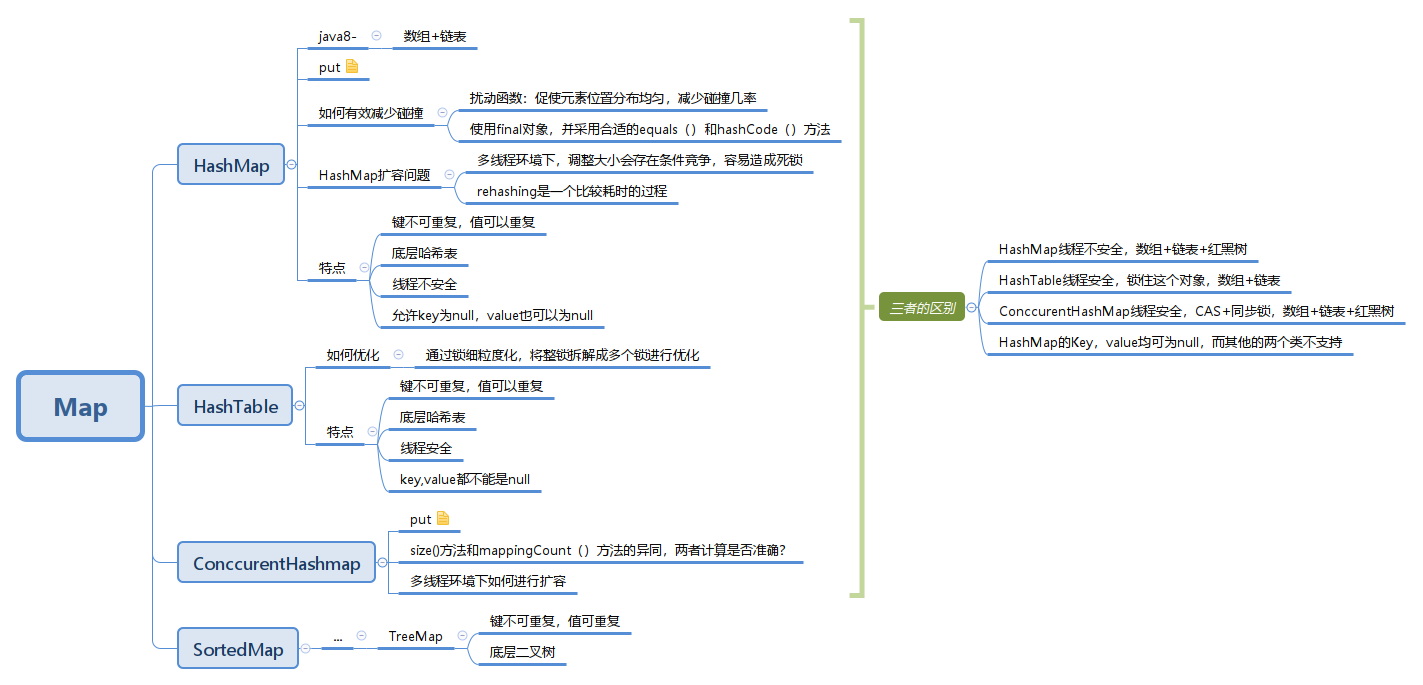 Map
HashMap
java8-
数组+链表
put
如何有效减少碰撞
扰动函数：促使元素位置分布均匀，减少碰撞几率
使用final对象，并采用合适的equals（）和hashCode（）方法
HashMap扩容问题
多线程环境下，调整大小会存在条件竞争，容易造成死锁
rehashing是一个比较耗时的过程
特点
键不可重复，值可以重复
底层哈希表
线程不安全
允许key为null，value也可以为null
HashTable
如何优化
通过锁细粒度化，将整锁拆解成多个锁进行优化
特点
键不可重复，值可以重复
底层哈希表
线程安全
key,value都不能是null
ConccurentHashmap
put
size()方法和mappingCount（）方法的异同，两者计算是否准确？
多线程环境下如何进行扩容
SortedMap
...
TreeMap
键不可重复，值可重复
底层二叉树
三者的区别
HashMap线程不安全，数组+链表+红黑树
HashTable线程安全，锁住这个对象，数组+链表
ConccurentHashMap线程安全，CAS+同步锁，数组+链表+红黑树
HashMap的Key，value均可为null，而其他的两个类不支持